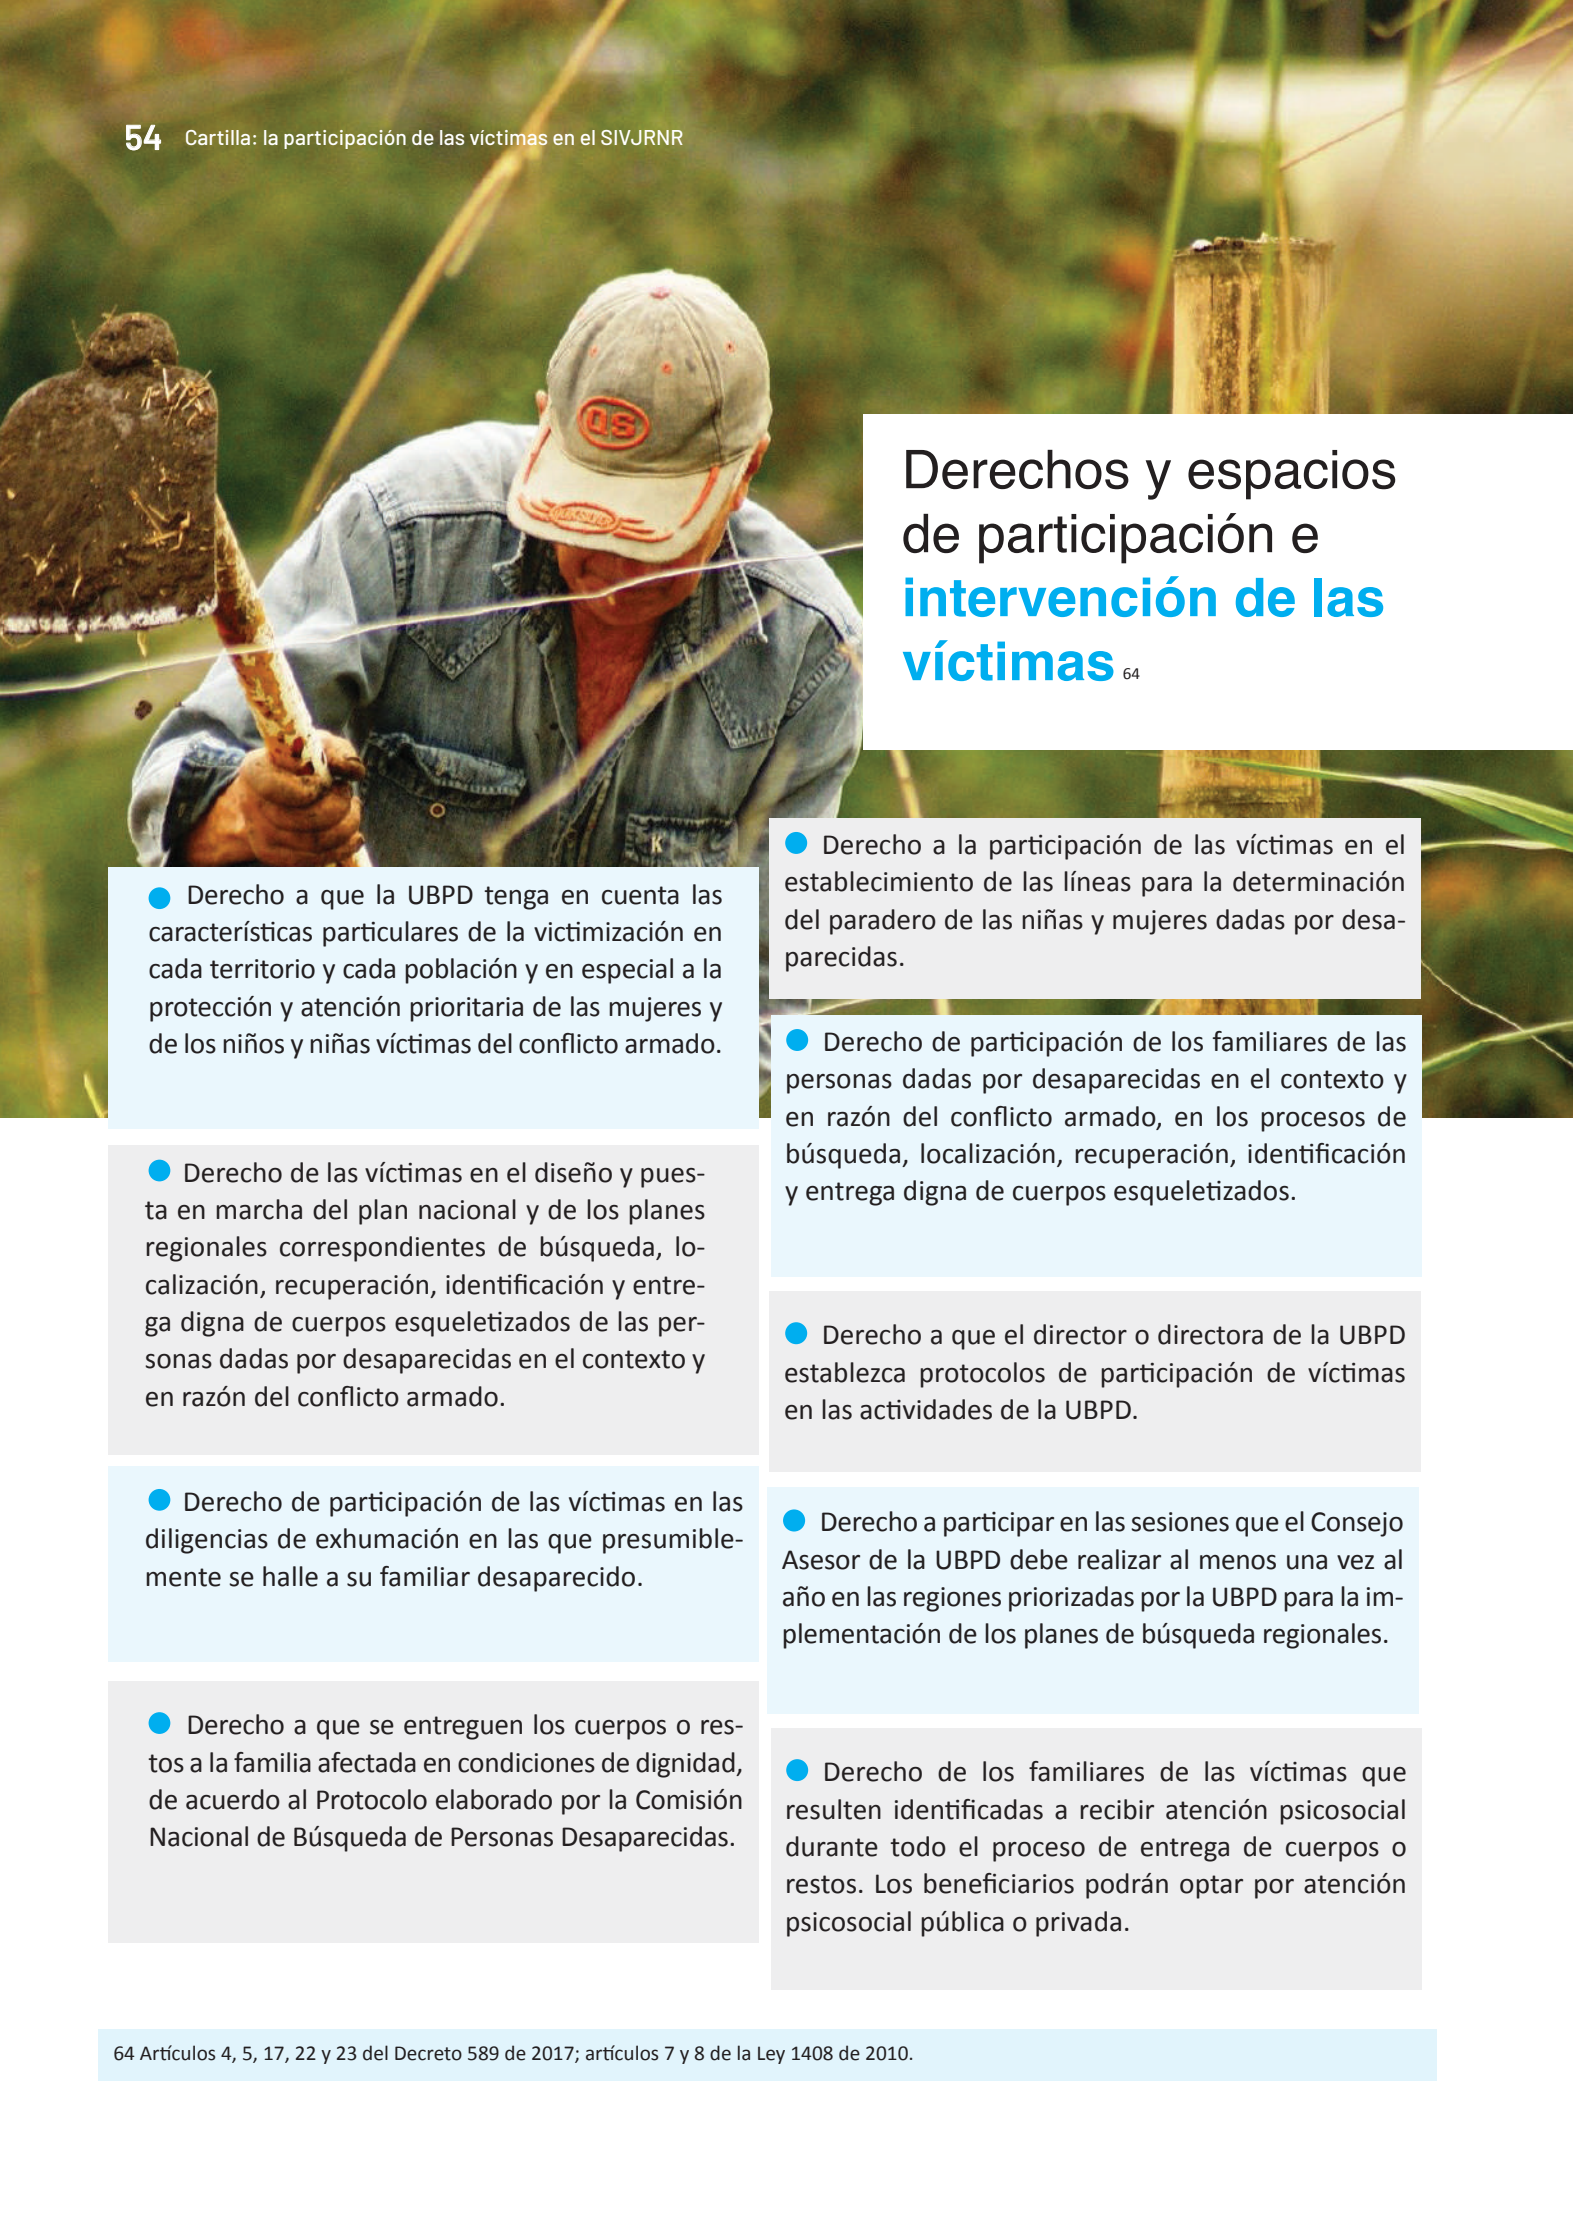 54 Cartilla: la participación de las víctimas en el SIVJRNR
QS
QUIKSILVER
K
Derechos y espacios
de participación e
intervención de las
víctimas 64
● Derecho a que la UBPD tenga en cuenta las
características particulares de la victimización en
cada territorio y cada población y en especial a la
protección y atención prioritaria de las mujeres y
de los niños y niñas víctimas del conflicto armado.
● Derecho de las víctimas en el diseño y pues-
ta en marcha del plan nacional y de los planes
regionales correspondientes de búsqueda, lo-
calización, recuperación, identificación y entre-
ga digna de cuerpos esqueletizados de las per-
sonas dadas por desaparecidas en el contexto y
en razón del conflicto armado.
● Derecho de participación de las víctimas en las
diligencias de exhumación en las que presumible-
mente se halle a su familiar desaparecido.
● Derecho a que se entreguen los cuerpos o res-
tos a la familia afectada en condiciones de dignidad,
de acuerdo al Protocolo elaborado por la Comisión
Nacional de Búsqueda de Personas Desaparecidas.
● Derecho a la participación de las víctimas en el
establecimiento de las líneas para la determinación
del paradero de las niñas y mujeres dadas por desa-
parecidas.
● Derecho de participación de los familiares de las
personas dadas por desaparecidas en el contexto y
en razón del conflicto armado, en los procesos de
búsqueda, localización, recuperación, identificación
y entrega digna de cuerpos esqueletizados.
● Derecho a que el director o directora de la UBPD
establezca protocolos de participación de víctimas
en las actividades de la UBPD.
● Derecho a participar en las sesiones que el Consejo
Asesor de la UBPD debe realizar al menos una vez al
año en las regiones priorizadas por la UBPD para la im-
plementación de los planes de búsqueda regionales.
● Derecho de los familiares de las víctimas que
resulten identificadas a recibir atención psicosocial
durante todo el proceso de entrega de cuerpos o
restos. Los beneficiarios podrán optar por atención
psicosocial pública o privada.
64 Artículos 4, 5, 17, 22 y 23 del Decreto 589 de 2017; artículos 7 y 8 de la Ley 1408 de 2010.